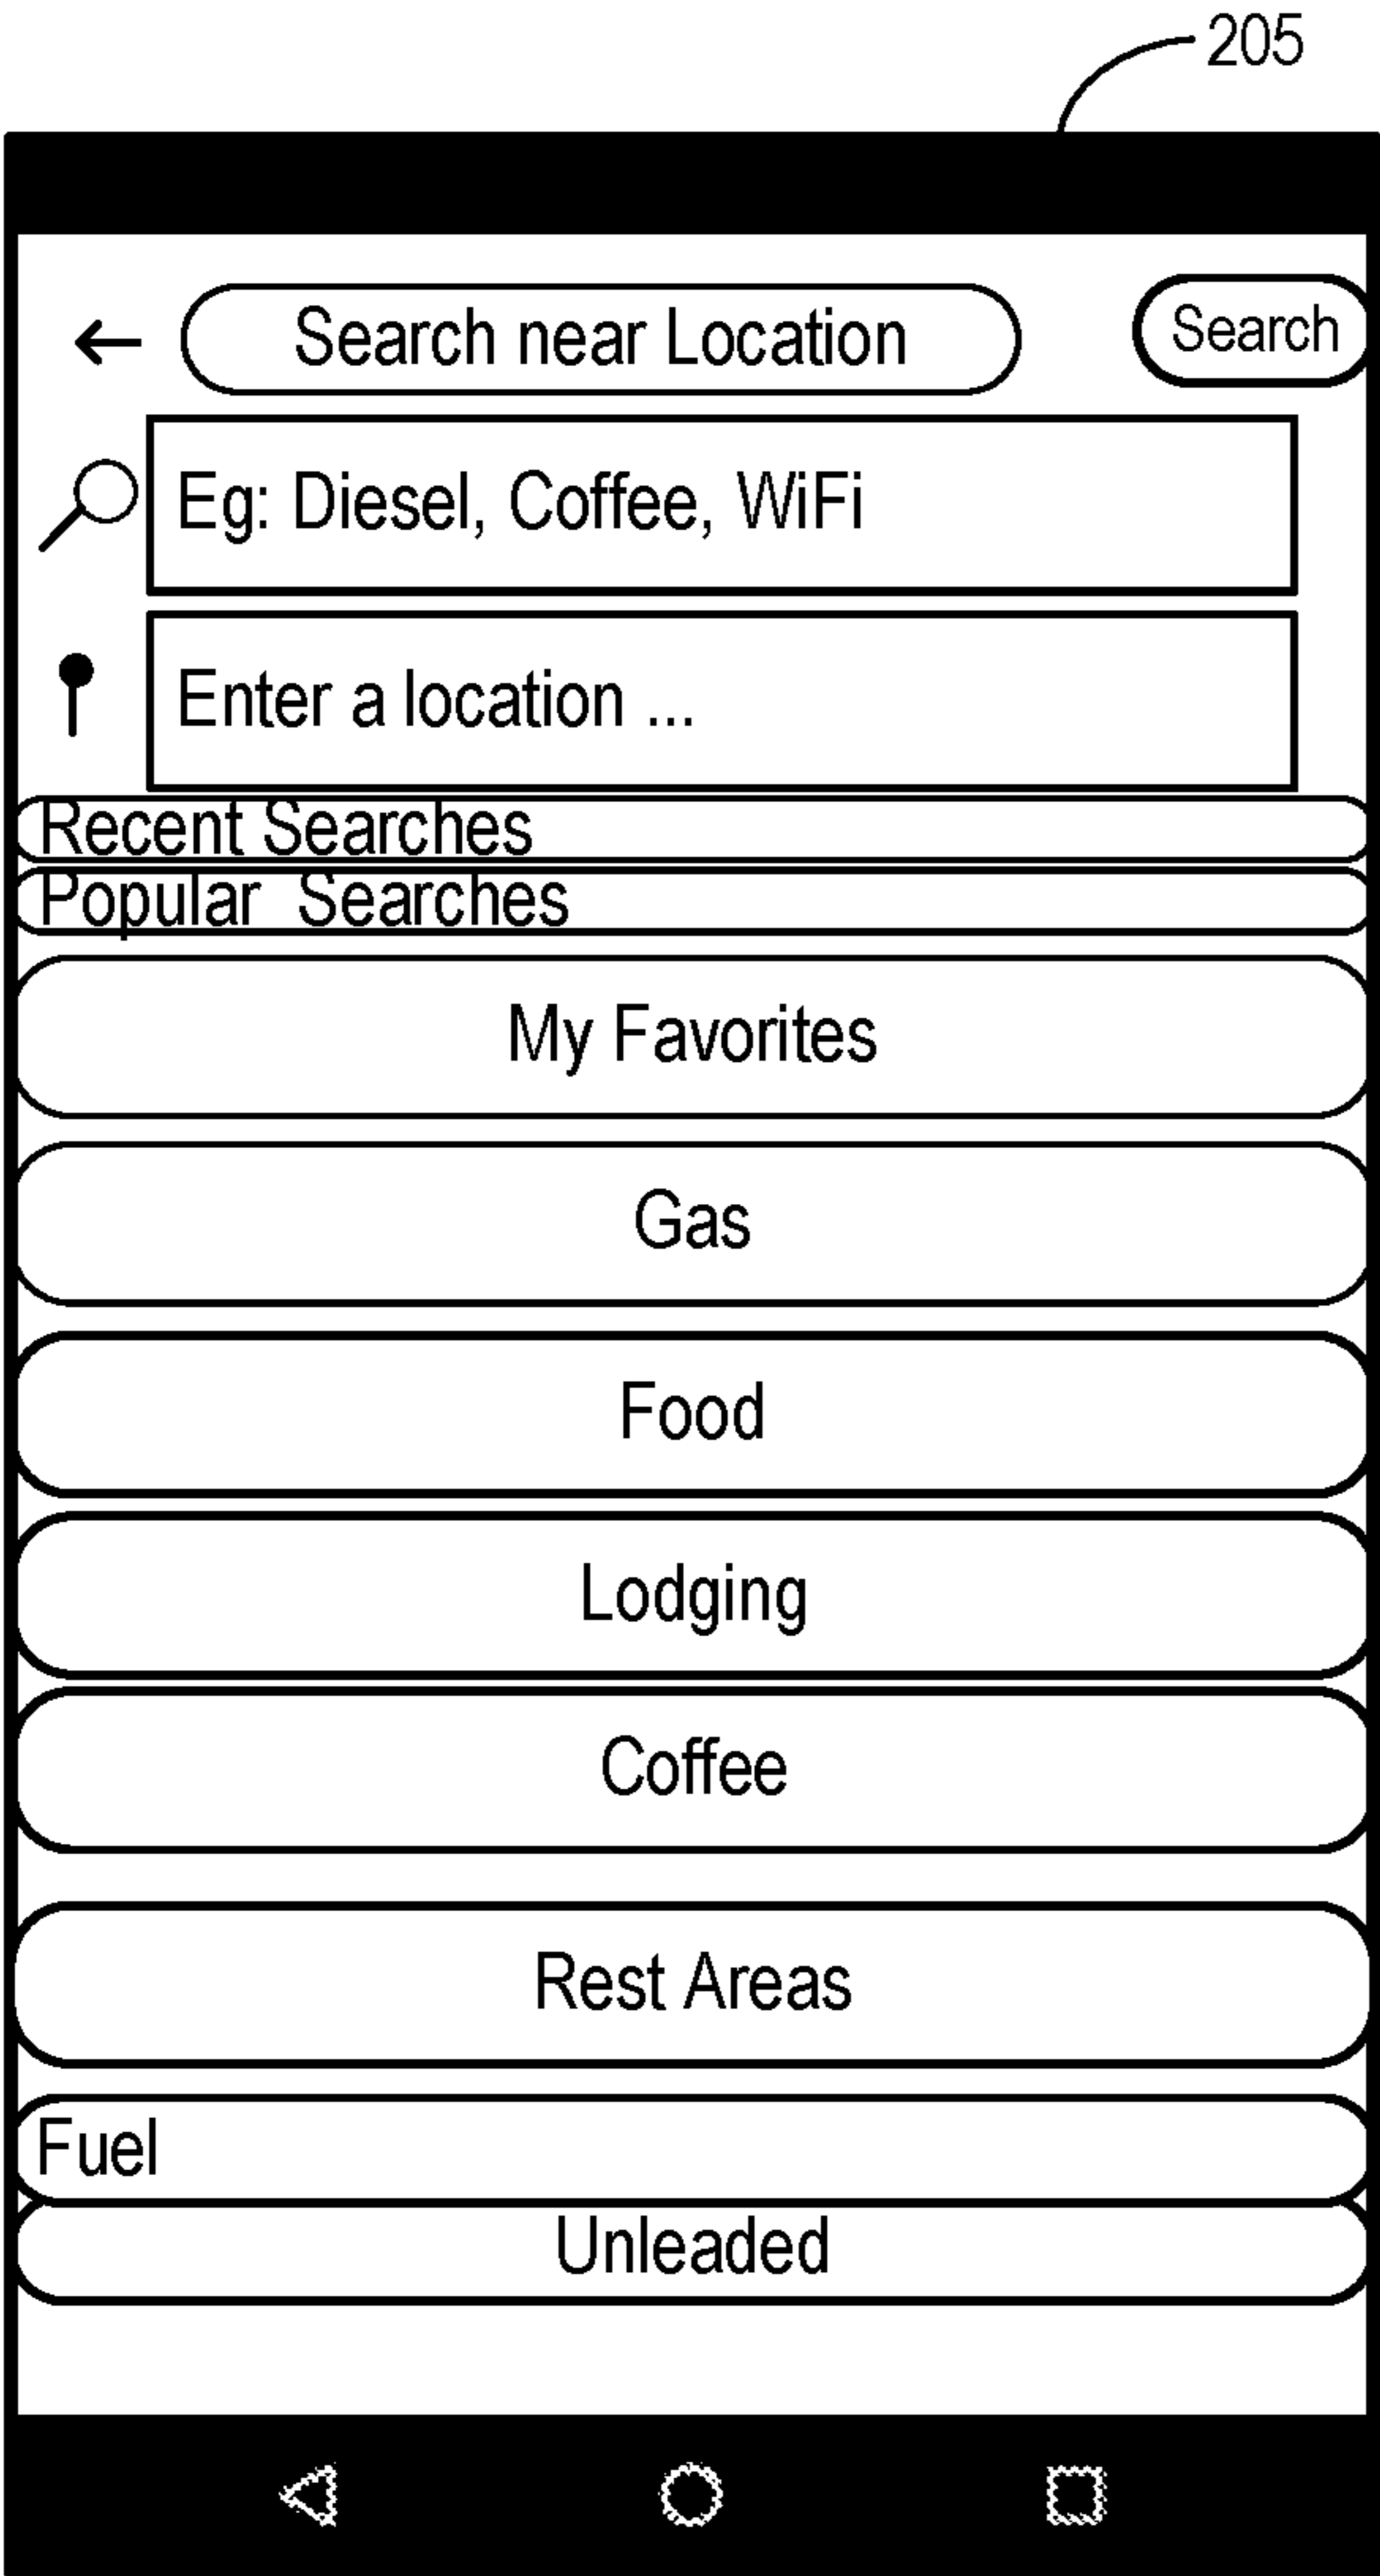 205
Search near Location
Search
Eg: Diesel, Coffee, WiFi
Enter a location ...
Recent Searches
Popular Searches
My Favorites
Gas
Food
Lodging
Coffee
Rest Areas
Fuel
Unleaded